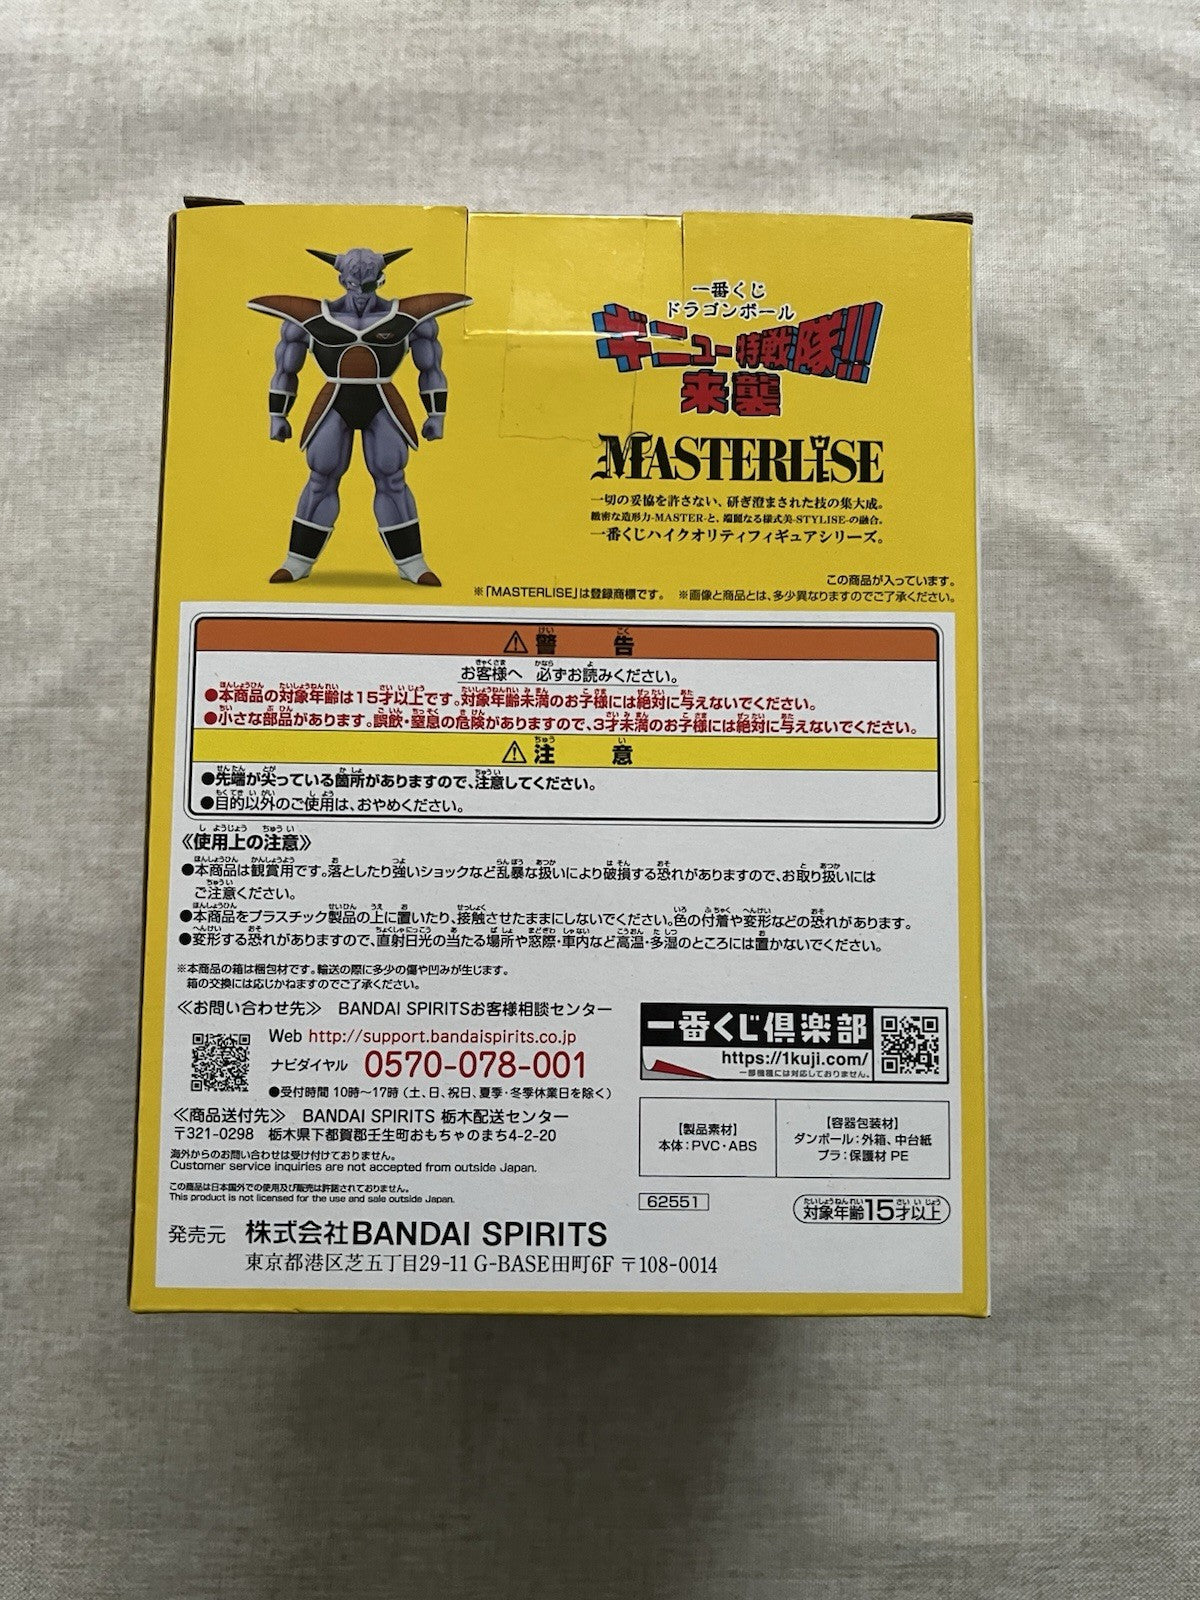 一番くじ
ドラゴンボール
ギニュー特戦隊!!
来襲
MASTERLISE
一切の妥協を許さない、研ぎ澄まされた技の集大成。
緻密な造形力-MASTER-と、端麗なる様式美-STYLISE-の融合。
一番くじハイクオリティフィギュアシリーズ。
この商品が入っています。
※「MASTERLISE」は登録商標です。 ※画像と商品とは、多少異なりますのでご了承ください。
⚠警告
お客様へ 必ずお読みください。
●本商品の対象年齢は15才以上です。対象年齢未満のお子様には絶対に与えないでください。
●小さな部品があります。誤飲・窒息の危険がありますので、3才未満のお子様には絶対に与えないでください。
⚠注意
●先端が尖っている箇所がありますので、注意してください。
●目的以外のご使用は、おやめください。
《使用上の注意》
●本商品は観賞用です。落としたり強いショックなど乱暴な扱いにより破損する恐れがありますので、お取り扱いには
ご注意ください。
●本商品をプラスチック製品の上に置いたり、接触させたままにしないでください。色の付着や変形などの恐れがあります。
●変形する恐れがありますので、直射日光の当たる場所や窓際・車内など高温・多湿のところには置かないでください。
※本商品の箱は梱包材です。輸送の際に多少の傷や凹みが生じます。
箱の交換には応じかねますのでご了承ください。
≪お問い合わせ先≫ BANDAI SPIRITSお客様相談センター
Web http://support.bandaispirits.co.jp
ナビダイヤル 0570-078-001
●受付時間 10時～17時(土、日、祝日、夏季・冬季休業日を除く)
一番くじ倶楽部
https://1kuji.com/
一部機種には対応しておりません。
≪商品送付先≫ BANDAI SPIRITS 栃木配送センター
〒321-0298 栃木県下都賀郡壬生町おもちゃのまち4-2-20
海外からのお問い合わせは受け付けておりません。
Customer service inquiries are not accepted from outside Japan.
この商品は日本国外での使用及び販売は許諾されておりません。
This product is not licensed for the use and sale outside Japan.
【製品素材】
本体:PVC・ABS
【容器包装材】
ダンボール:外箱、中台紙
プラ:保護材 PE
62551
対象年齢15才以上
発売元 株式会社BANDAI SPIRITS
東京都港区芝五丁目29-11 G-BASE田町6F 〒108-0014